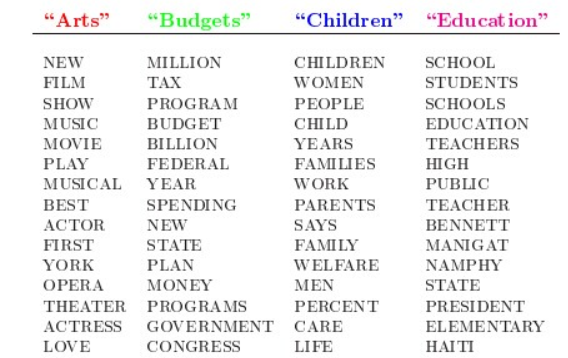 “Arts” “Budgets” “Children” “Education”
NEW MILLION CHILDREN SCHOOL
FILM TAX WOMEN STUDENTS
SHOW PROGRAM PEOPLE SCHOOLS
MUSIC BUDGET CHILD EDUCATION
MOVIE BILLION YEARS TEACHERS
PLAY FEDERAL FAMILIES HIGH
MUSICAL YEAR WORK PUBLIC
BEST SPENDING PARENTS TEACHER
ACTOR NEW SAYS BENNETT
FIRST STATE FAMILY MANIGAT
YORK PLAN WELFARE NAMPHY
OPERA MONEY MEN STATE
THEATER PROGRAMS PERCENT PRESIDENT
ACTRESS GOVERNMENT CARE ELEMENTARY
LOVE CONGRESS LIFE HAITI